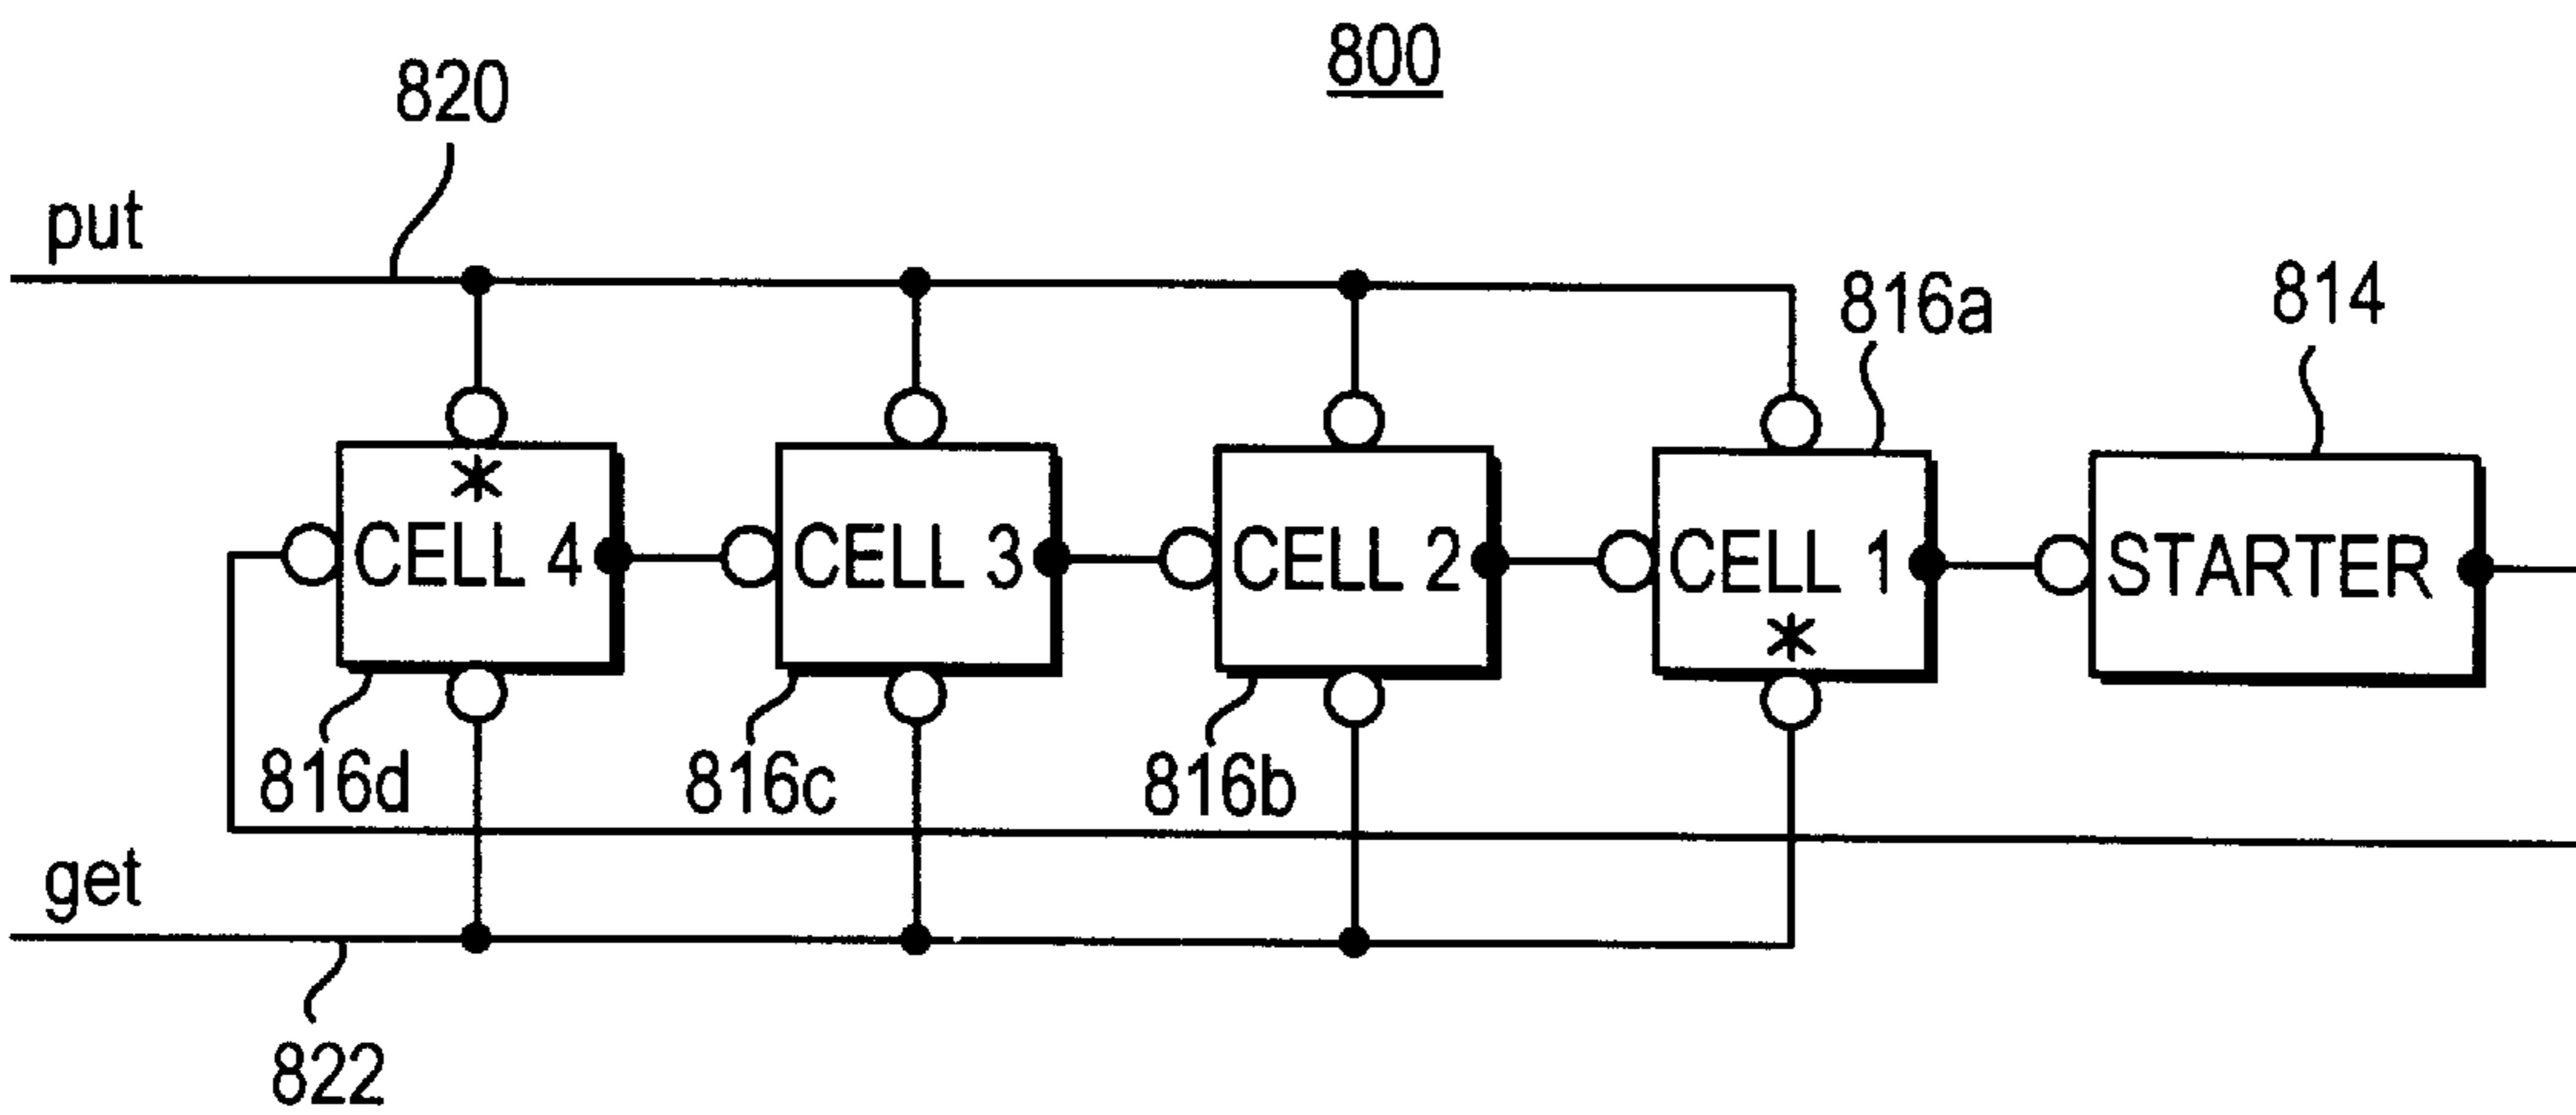 800
820
put
816a
814
*
CELL 4
CELL 3
CELL 2
CELL 1
STARTER
*
816d
816c
816b
get
822